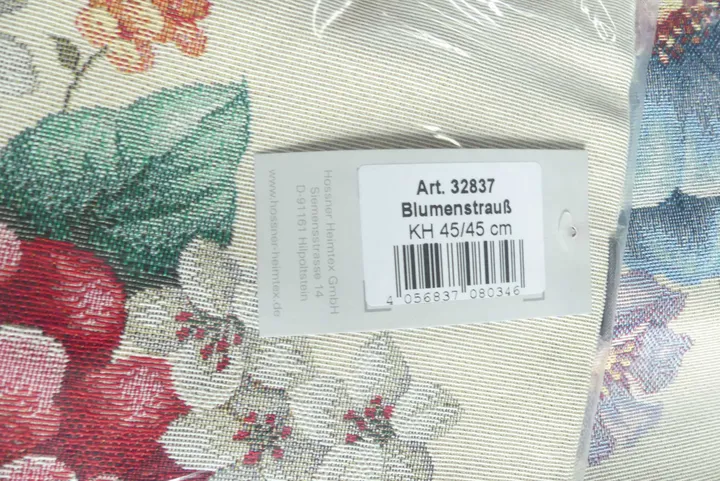 Art. 32837
Blumenstrauß
KH 45/45 cm
4 056837 080346
Hossner Heimtex GmbH
Siemensstrasse 14
D-91161 Hilpoltstein
www.hossner-heimtex.de